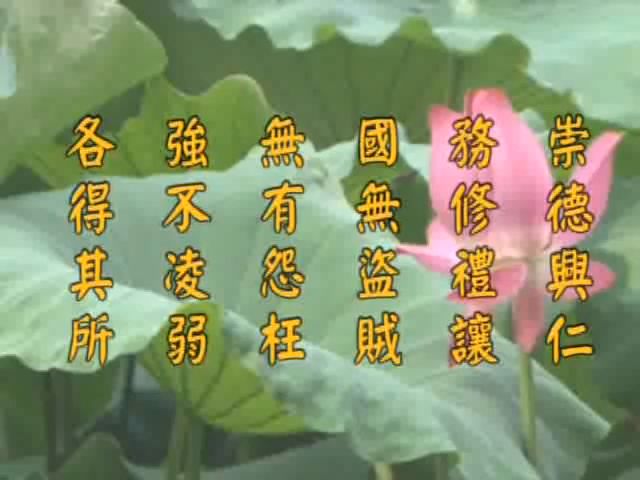 崇德興仁
務修禮讓
國無盜賊
無有怨枉
強不凌弱
各得其所